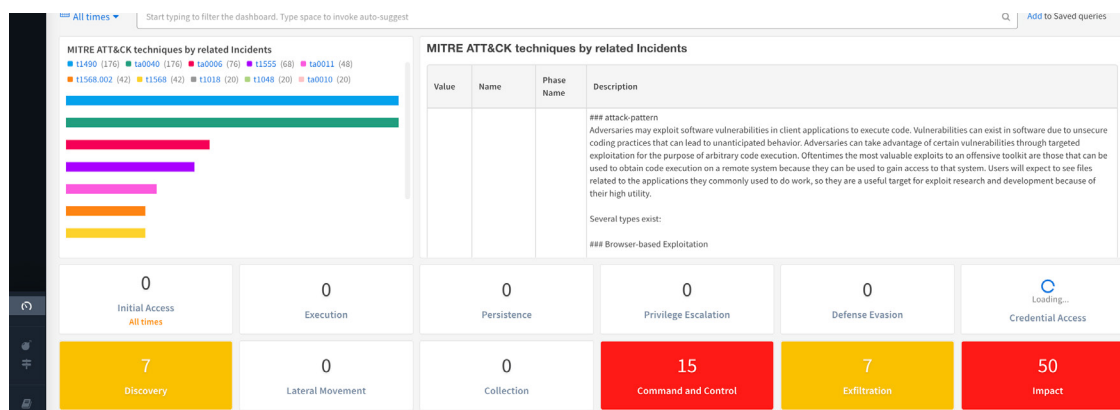 All times
Start typing to filter the dashboard. Type space to invoke auto-suggest
Add to Saved queries
MITRE ATT&CK techniques by related Incidents
t1490 (176) ta0040 (176) ta0006 (76) t1555 (68) ta0011 (48)
t1568.002 (42) t1568 (42) t1018 (20) t1048 (20) ta0010 (20)
MITRE ATT&CK techniques by related Incidents
Value Name Phase Name Description
### attack-pattern
Adversaries may exploit software vulnerabilities in client applications to execute code. Vulnerabilities can exist in software due to unsecure
coding practices that can lead to unanticipated behavior. Adversaries can take advantage of certain vulnerabilities through targeted
exploitation for the purpose of arbitrary code execution. Oftentimes the most valuable exploits to an offensive toolkit are those that can be
used to obtain code execution on a remote system because they can be used to gain access to that system. Users will expect to see files
related to the applications they commonly used to do work, so they are a useful target for exploit research and development because of
their high utility.
Several types exist:
### Browser-based Exploitation
0
Initial Access
All times
0
Execution
0
Persistence
0
Privilege Escalation
0
Defense Evasion
Loading...
Credential Access
7
Discovery
0
Lateral Movement
0
Collection
15
Command and Control
7
Exfiltration
50
Impact